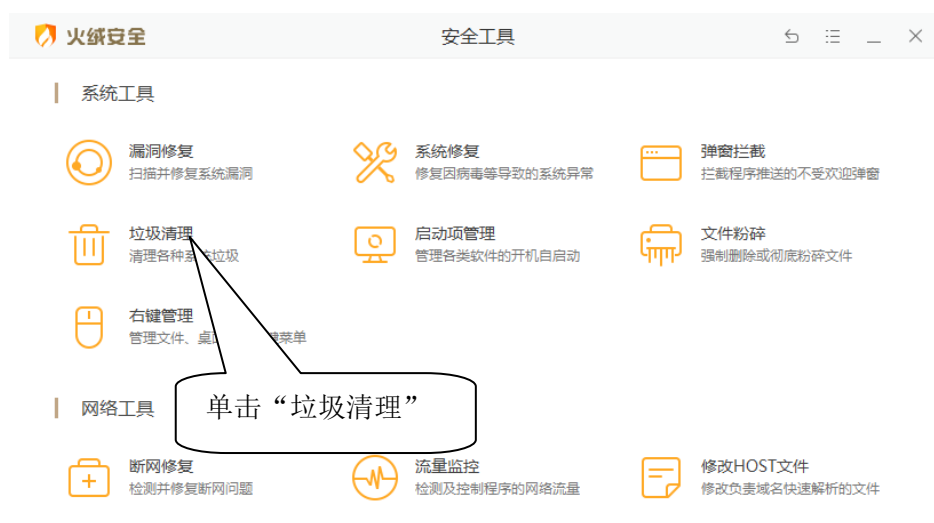 火绒安全
安全工具
系统工具
漏洞修复
扫描并修复系统漏洞
系统修复
修复因病毒等导致的系统异常
弹窗拦截
拦截程序推送的不受欢迎弹窗
垃圾清理
清理各种系统垃圾
启动项管理
管理各类软件的开机自启动
文件粉碎
强制删除或彻底粉碎文件
右键管理
管理文件、桌 菜单
单击“垃圾清理”
网络工具
断网修复
检测并修复断网问题
流量监控
检测及控制程序的网络流量
修改HOST文件
修改负责域名快速解析的文件